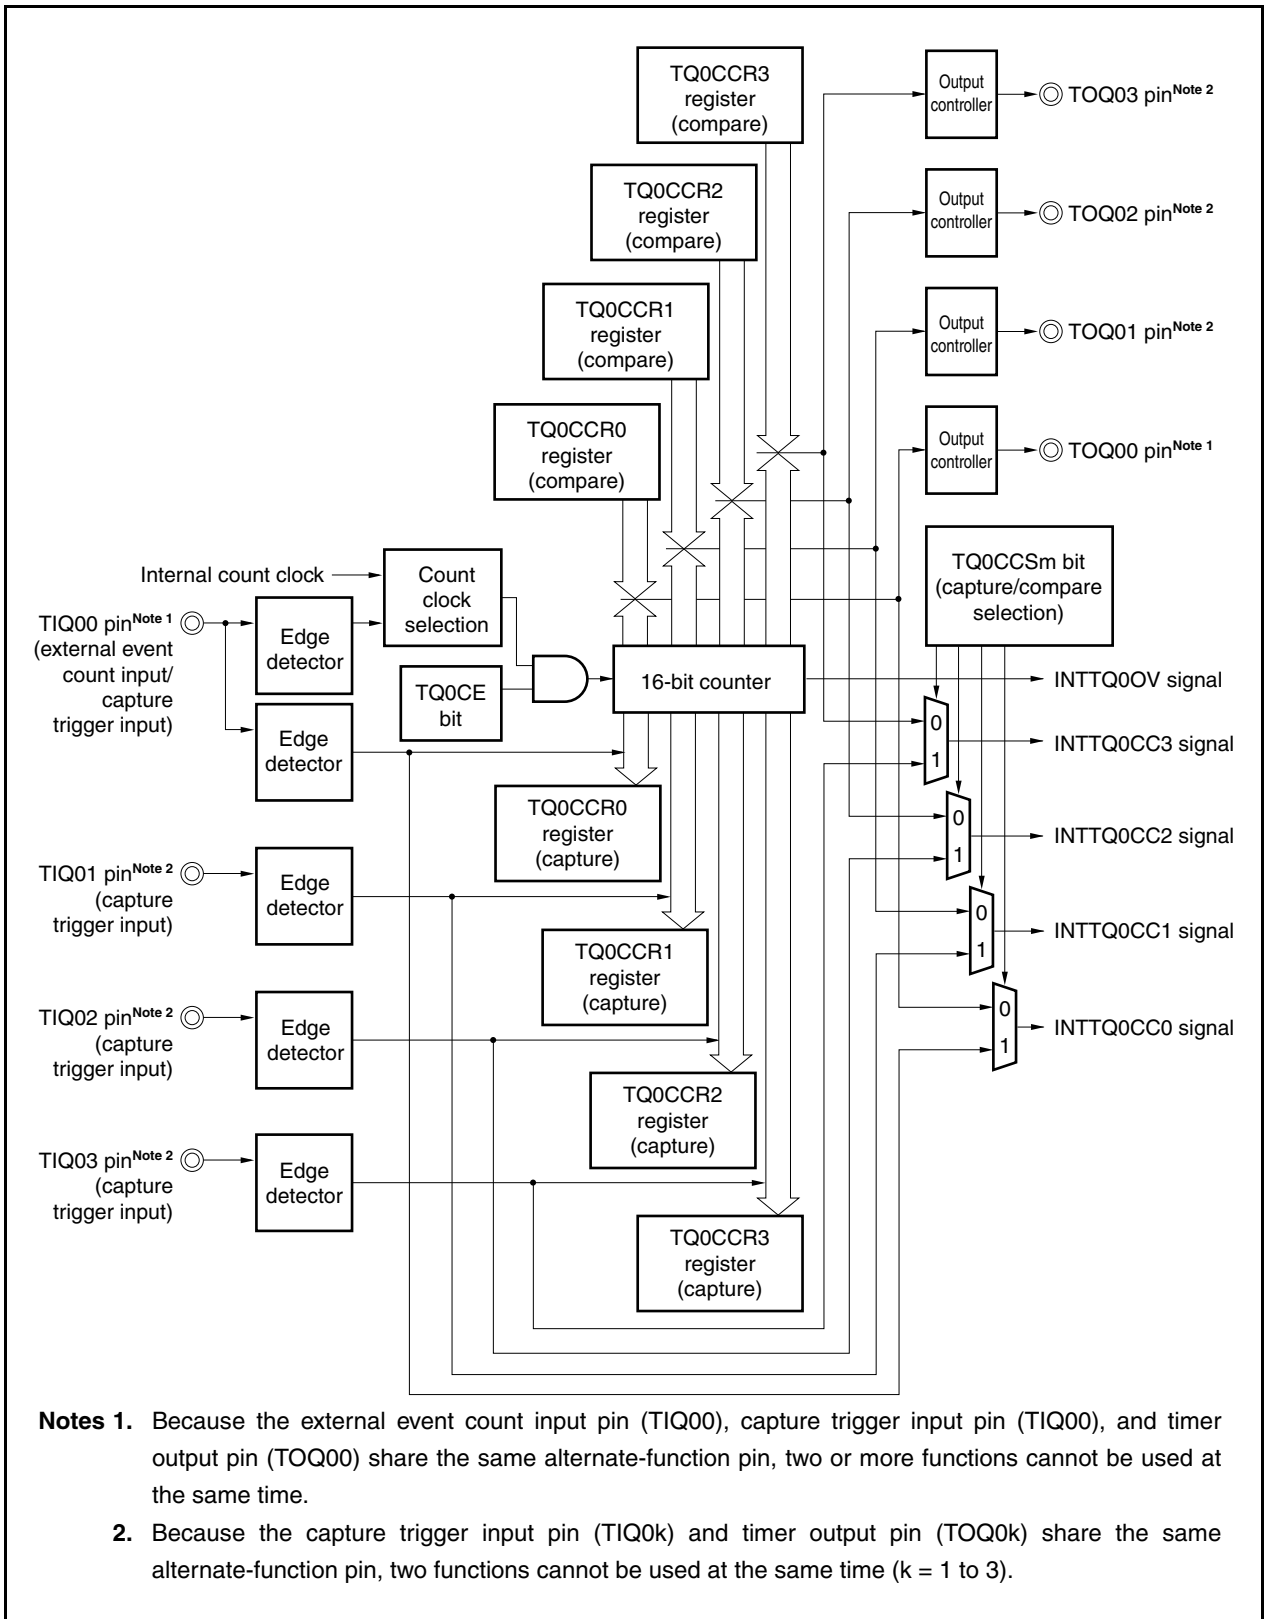 TQ0CCR3
register
(compare)
Output
controller
TOQ03 pinNote 2
TQ0CCR2
register
(compare)
Output
controller
TOQ02 pinNote 2
TQ0CCR1
register
(compare)
Output
controller
TOQ01 pinNote 2
TQ0CCR0
register
(compare)
Output
controller
TOQ00 pinNote 1
Internal count clock
Count
clock
selection
TQ0CCSm bit
(capture/compare
selection)
TIQ00 pinNote 1
(external event
count input/
capture
trigger input)
Edge
detector
TQ0CE
bit
16-bit counter
INTTQ0OV signal
Edge
detector
0
1
INTTQ0CC3 signal
TQ0CCR0
register
(capture)
0
1
INTTQ0CC2 signal
TIQ01 pinNote 2
(capture
trigger input)
Edge
detector
TQ0CCR1
register
(capture)
0
1
INTTQ0CC1 signal
TIQ02 pinNote 2
(capture
trigger input)
Edge
detector
0
1
INTTQ0CC0 signal
TQ0CCR2
register
(capture)
TIQ03 pinNote 2
(capture
trigger input)
Edge
detector
TQ0CCR3
register
(capture)
Notes 1. Because the external event count input pin (TIQ00), capture trigger input pin (TIQ00), and timer
output pin (TOQ00) share the same alternate-function pin, two or more functions cannot be used at
the same time.
2. Because the capture trigger input pin (TIQ0k) and timer output pin (TOQ0k) share the same
alternate-function pin, two functions cannot be used at the same time (k = 1 to 3).